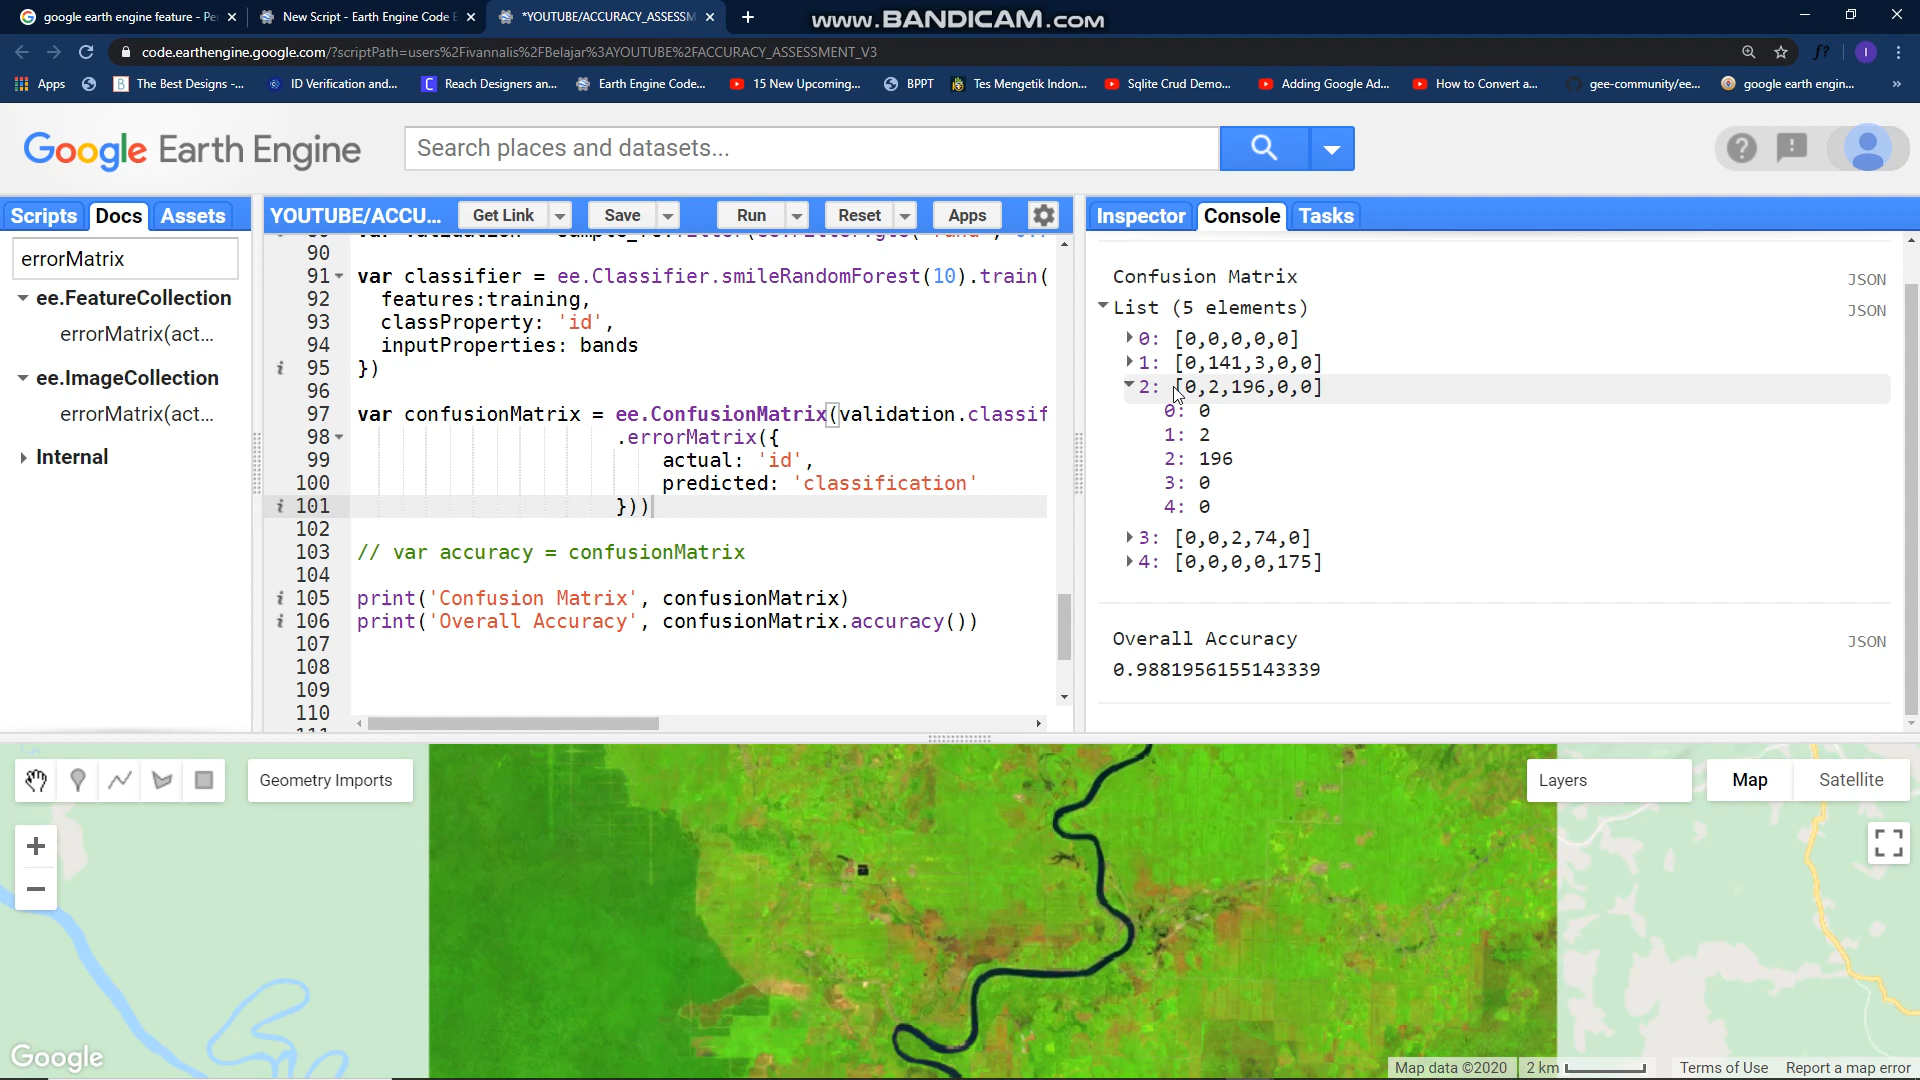 google earth engine feature - Pe
New Script - Earth Engine Code E
*YOUTUBE/ACCURACY_ASSESSM
www.BANDICAM.com
code.earthengine.google.com/?scriptPath=users%2Fivannalis%2FBelajar%3AYOUTUBE%2FACCURACY_ASSESSMENT_V3
f?
I
Apps
The Best Designs -...
ID Verification and...
Reach Designers an...
Earth Engine Code...
15 New Upcoming...
BPPT
Tes Mengetik Indon...
Sqlite Crud Demo...
Adding Google Ad...
How to Convert a...
gee-community/ee...
google earth engin...
Google Earth Engine
Search places and datasets...
Scripts Docs Assets
YOUTUBE/ACCU...
Get Link
Save
Run
Reset
Apps
Inspector Console Tasks
errorMatrix
ee.FeatureCollection
errorMatrix(act...
ee.ImageCollection
errorMatrix(act...
Internal
90
91 var classifier = ee.Classifier.smileRandomForest(10).train(
92 features:training,
93 classProperty: 'id',
94 inputProperties: bands
95 })
96
97 var confusionMatrix = ee.ConfusionMatrix(validation.classif
98 .errorMatrix({
99 actual: 'id',
100 predicted: 'classification'
101 }))
102
103 // var accuracy = confusionMatrix
104
105 print('Confusion Matrix', confusionMatrix)
106 print('Overall Accuracy', confusionMatrix.accuracy())
107
108
109
110
Confusion Matrix
JSON
List (5 elements)
JSON
0: [0,0,0,0,0]
1: [0,141,3,0,0]
2: [0,2,196,0,0]
0: 0
1: 2
2: 196
3: 0
4: 0
3: [0,0,2,74,0]
4: [0,0,0,0,175]
Overall Accuracy
JSON
0.9881956155143339
Geometry Imports
Layers
Map
Satellite
Google
Map data ©2020
2 km
Terms of Use
Report a map error